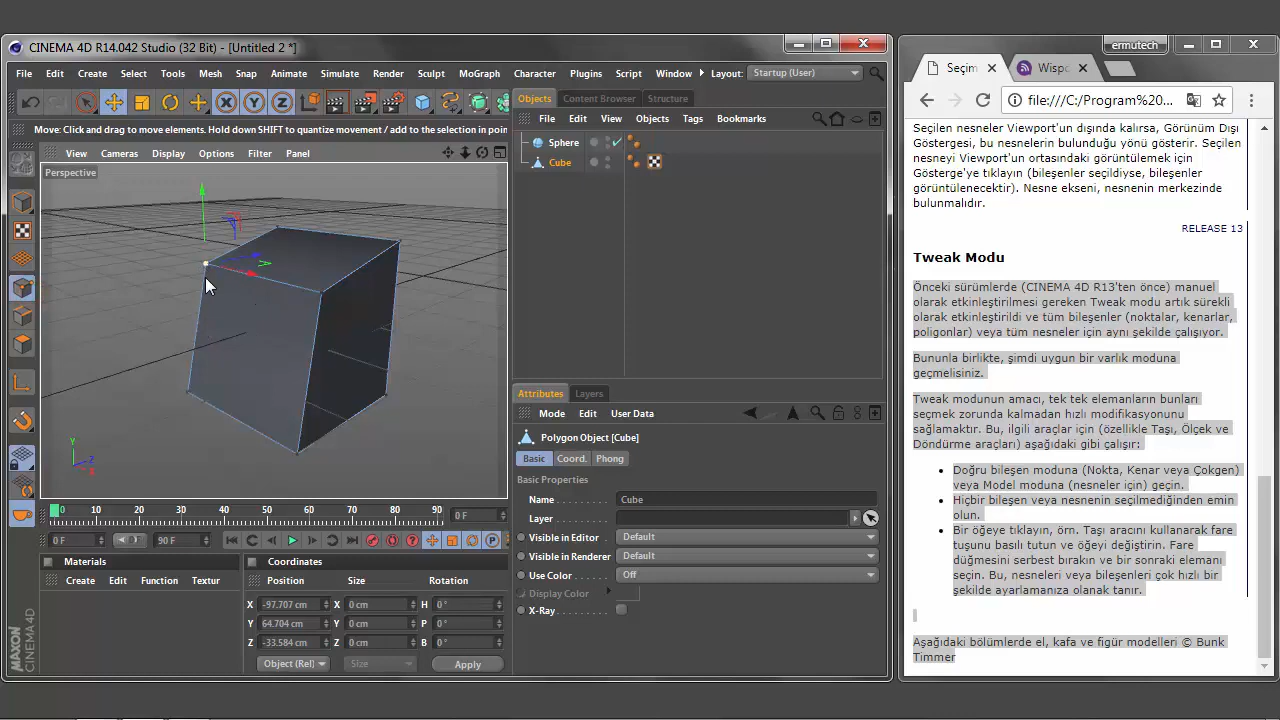 CINEMA 4D R14.042 Studio (32 Bit) - [Untitled 2 *]
File Edit Create Select Tools Mesh Snap Animate Simulate Render Sculpt MoGraph Character Plugins Script Window Layout: Startup (User)
Move: Click and drag to move elements. Hold down SHIFT to quantize movement / add to the selection in poin
View Cameras Display Options Filter Panel
Perspective
Y
Z
X
0 10 20 30 40 50 60 70 80 90 0 F
0 F 90 F
Materials
Create Edit Function Textur
Coordinates
Position Size Rotation
X -97.707 cm X 0 cm H 0°
Y 64.704 cm Y 0 cm P 0°
Z -33.584 cm Z 0 cm B 0°
Object (Rel) Size Apply
MAXON
CINEMA 4D
Objects Content Browser Structure
File Edit View Objects Tags Bookmarks
Sphere
Cube
Attributes Layers
Mode Edit User Data
Polygon Object [Cube]
Basic Coord. Phong
Basic Properties
Name Cube
Layer
Visible in Editor Default
Visible in Renderer Default
Use Color Off
Display Color
X-Ray
ermutech
Seçim
Wispo
file:///C:/Program%20...
Seçilen nesneler Viewport'un dışında kalırsa, Görünüm Dışı
Göstergesi, bu nesnelerin bulunduğu yönü gösterir. Seçilen
nesneyi Viewport'un ortasındaki görüntülemek için
Gösterge'ye tıklayın (bileşenler seçildiyse, bileşenler
görüntülenecektir). Nesne ekseni, nesnenin merkezinde
bulunmalıdır.
RELEASE 13
Tweak Modu
Önceki sürümlerde (CINEMA 4D R13'ten önce) manuel
olarak etkinleştirilmesi gereken Tweak modu artık sürekli
olarak etkinleştirildi ve tüm bileşenler (noktalar, kenarlar,
poligonlar) veya tüm nesneler için aynı şekilde çalışıyor.
Bununla birlikte, şimdi uygun bir varlık moduna
geçmelisiniz.
Tweak modunun amacı, tek tek elemanların bunları
seçmek zorunda kalmadan hızlı modifikasyonunu
sağlamaktır. Bu, ilgili araçlar için (özellikle Taşı, Ölçek ve
Döndürme araçları) aşağıdaki gibi çalışır:
• Doğru bileşen moduna (Nokta, Kenar veya Çokgen)
veya Model moduna (nesneler için) geçin.
• Hiçbir bileşen veya nesnenin seçilmediğinden emin
olun.
• Bir öğeye tıklayın, örn. Taşı aracını kullanarak fare
tuşunu basılı tutun ve öğeyi değiştirin. Fare
düğmesini serbest bırakın ve bir sonraki elemanı
seçin. Bu, nesneleri veya bileşenleri çok hızlı bir
şekilde ayarlamanıza olanak tanır.
Aşağıdaki bölümlerde el, kafa ve figür modelleri © Bunk
Timmer